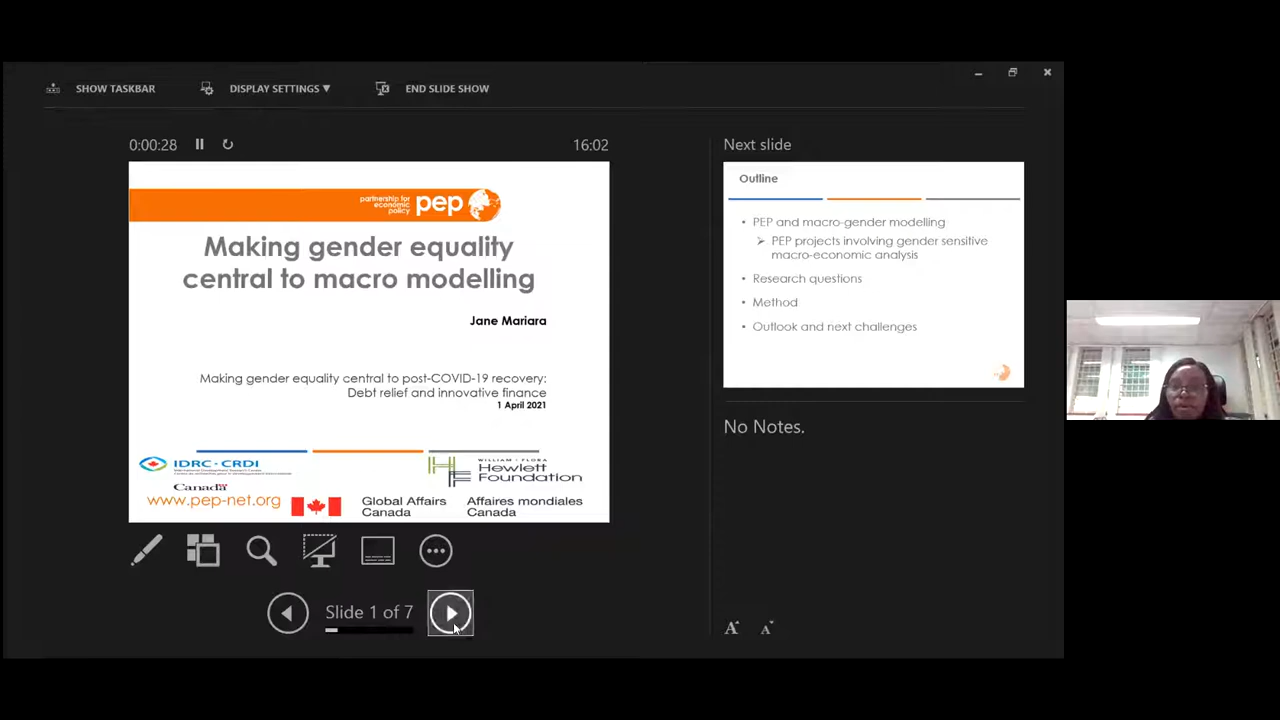 SHOW TASKBAR
DISPLAY SETTINGS ▼
END SLIDE SHOW
0:00:28
16:02
partnership for
economic
policy
pep
Making gender equality
central to macro modelling
Jane Mariara
Making gender equality central to post-COVID-19 recovery:
Debt relief and innovative finance
1 April 2021
IDRC · CRDI
International Development Research Centre
Canada
www.pep-net.org
WILLIAM + FLORA
Hewlett
Foundation
Global Affairs
Canada
Affaires mondiales
Canada
Slide 1 of 7
Next slide
Outline
• PEP and macro-gender modelling
➢ PEP projects involving gender sensitive
macro-economic analysis
• Research questions
• Method
• Outlook and next challenges
No Notes.
A
A